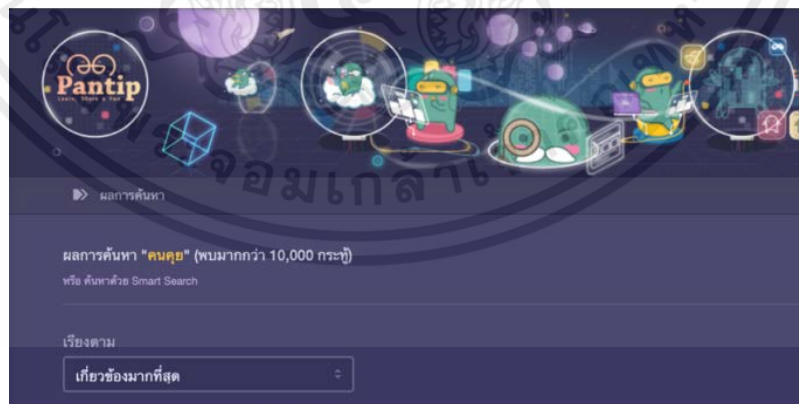 Pantip
Learn, Share & Fun
ผลการค้นหา
ผลการค้นหา "คนคุย" (พบมากกว่า 10,000 กระทู้)
หรือ ค้นหาด้วย Smart Search
เรียงตาม
เกี่ยวข้องมากที่สุด